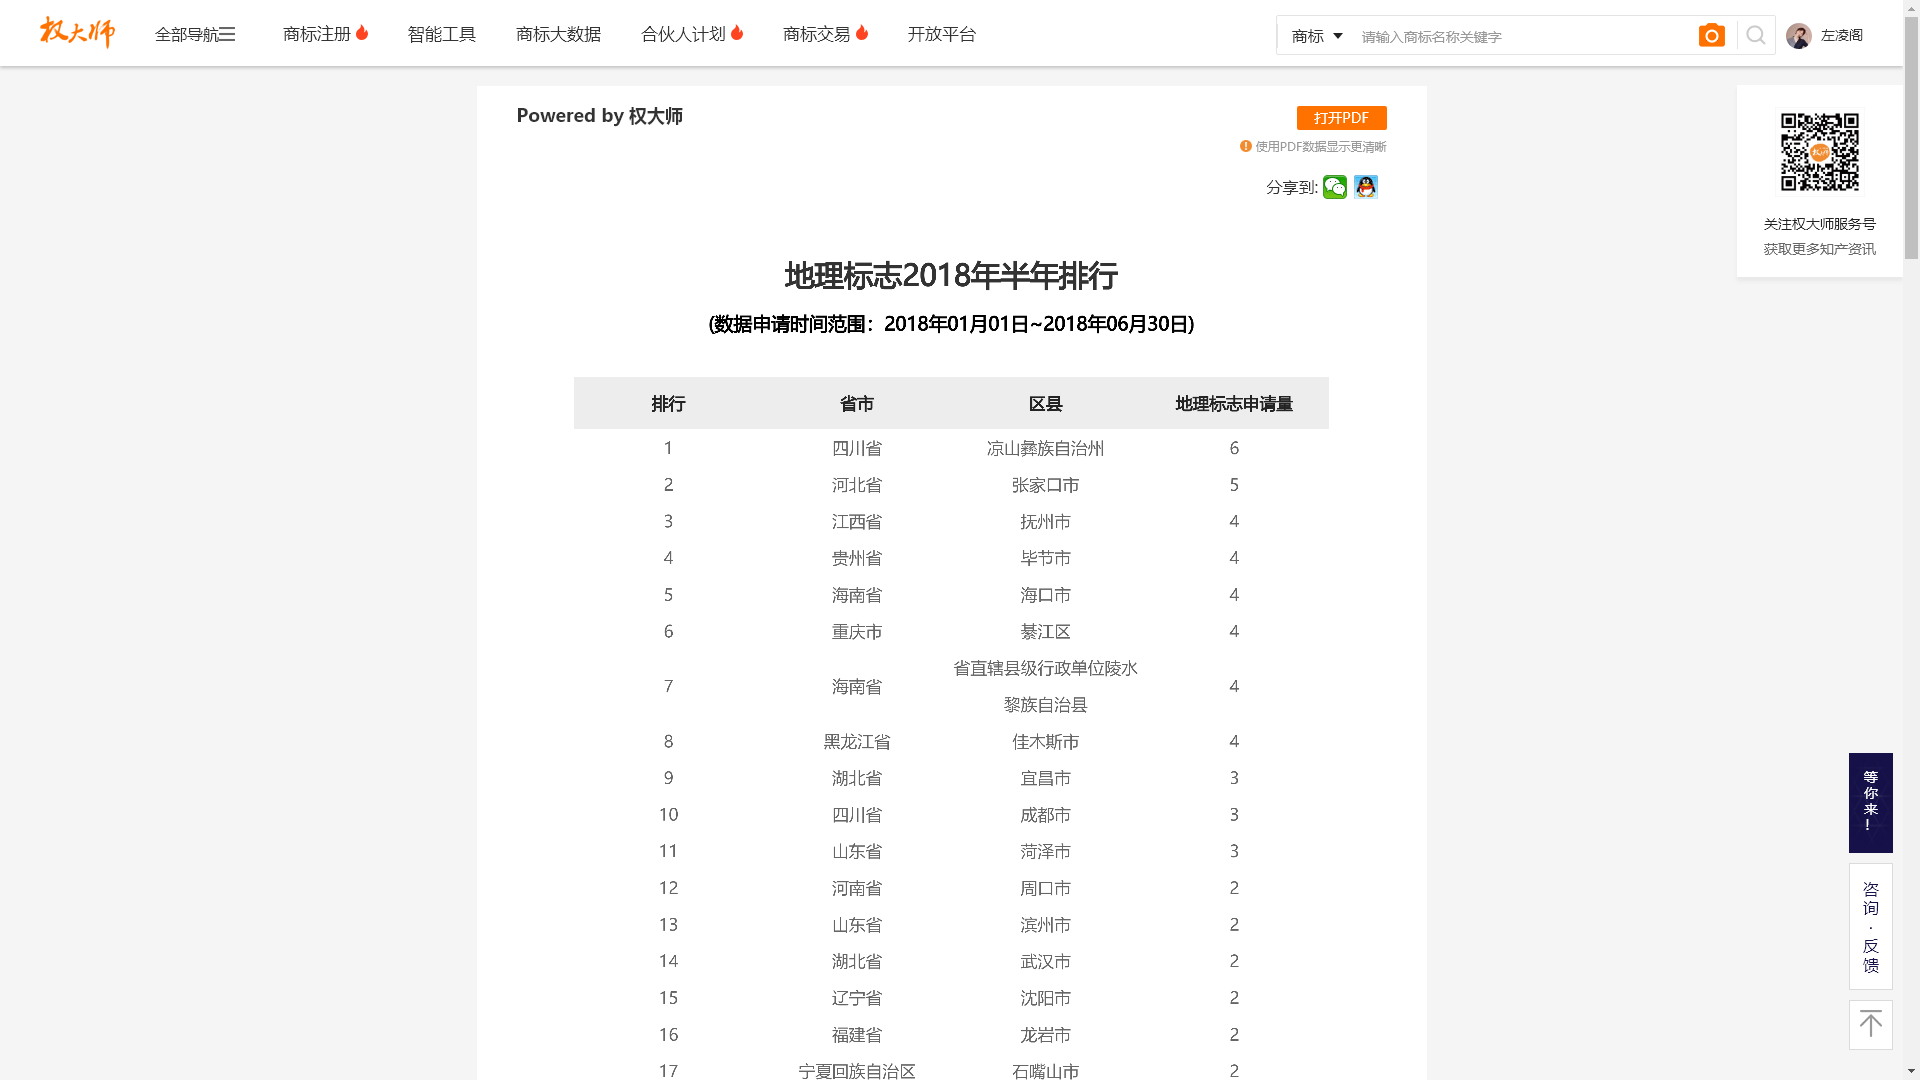 权大师 全部导航 商标注册 智能工具 商标大数据 合伙人计划 商标交易 开放平台 商标 请输入商标名称关键字 左凌阁
Powered by 权大师
打开PDF
使用PDF数据显示更清晰
分享到:
关注权大师服务号
获取更多知产资讯
地理标志2018年半年排行
(数据申请时间范围：2018年01月01日~2018年06月30日)
排行 省市 区县 地理标志申请量
1 四川省 凉山彝族自治州 6
2 河北省 张家口市 5
3 江西省 抚州市 4
4 贵州省 毕节市 4
5 海南省 海口市 4
6 重庆市 綦江区 4
7 海南省 省直辖县级行政单位陵水 4
黎族自治县
8 黑龙江省 佳木斯市 4
9 湖北省 宜昌市 3
10 四川省 成都市 3
11 山东省 菏泽市 3
12 河南省 周口市 2
13 山东省 滨州市 2
14 湖北省 武汉市 2
15 辽宁省 沈阳市 2
16 福建省 龙岩市 2
17 宁夏回族自治区 石嘴山市 2
等你来！
咨询·反馈